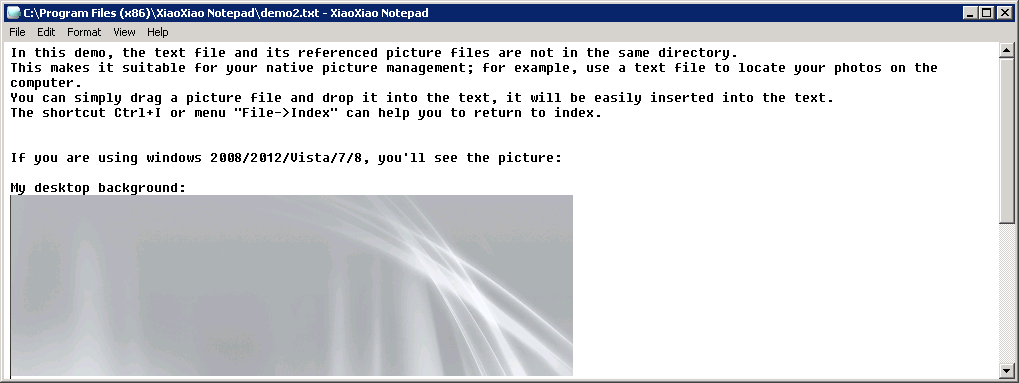 C:\Program Files (x86)\XiaoXiao Notepad\demo2.txt - XiaoXiao Notepad
File Edit Format View Help
In this demo, the text file and its referenced picture files are not in the same directory.
This makes it suitable for your native picture management; for example, use a text file to locate your photos on the
computer.
You can simply drag a picture file and drop it into the text, it will be easily inserted into the text.
The shortcut Ctrl+I or menu "File->Index" can help you to return to index.
If you are using windows 2008/2012/Vista/7/8, you'll see the picture:
My desktop background: